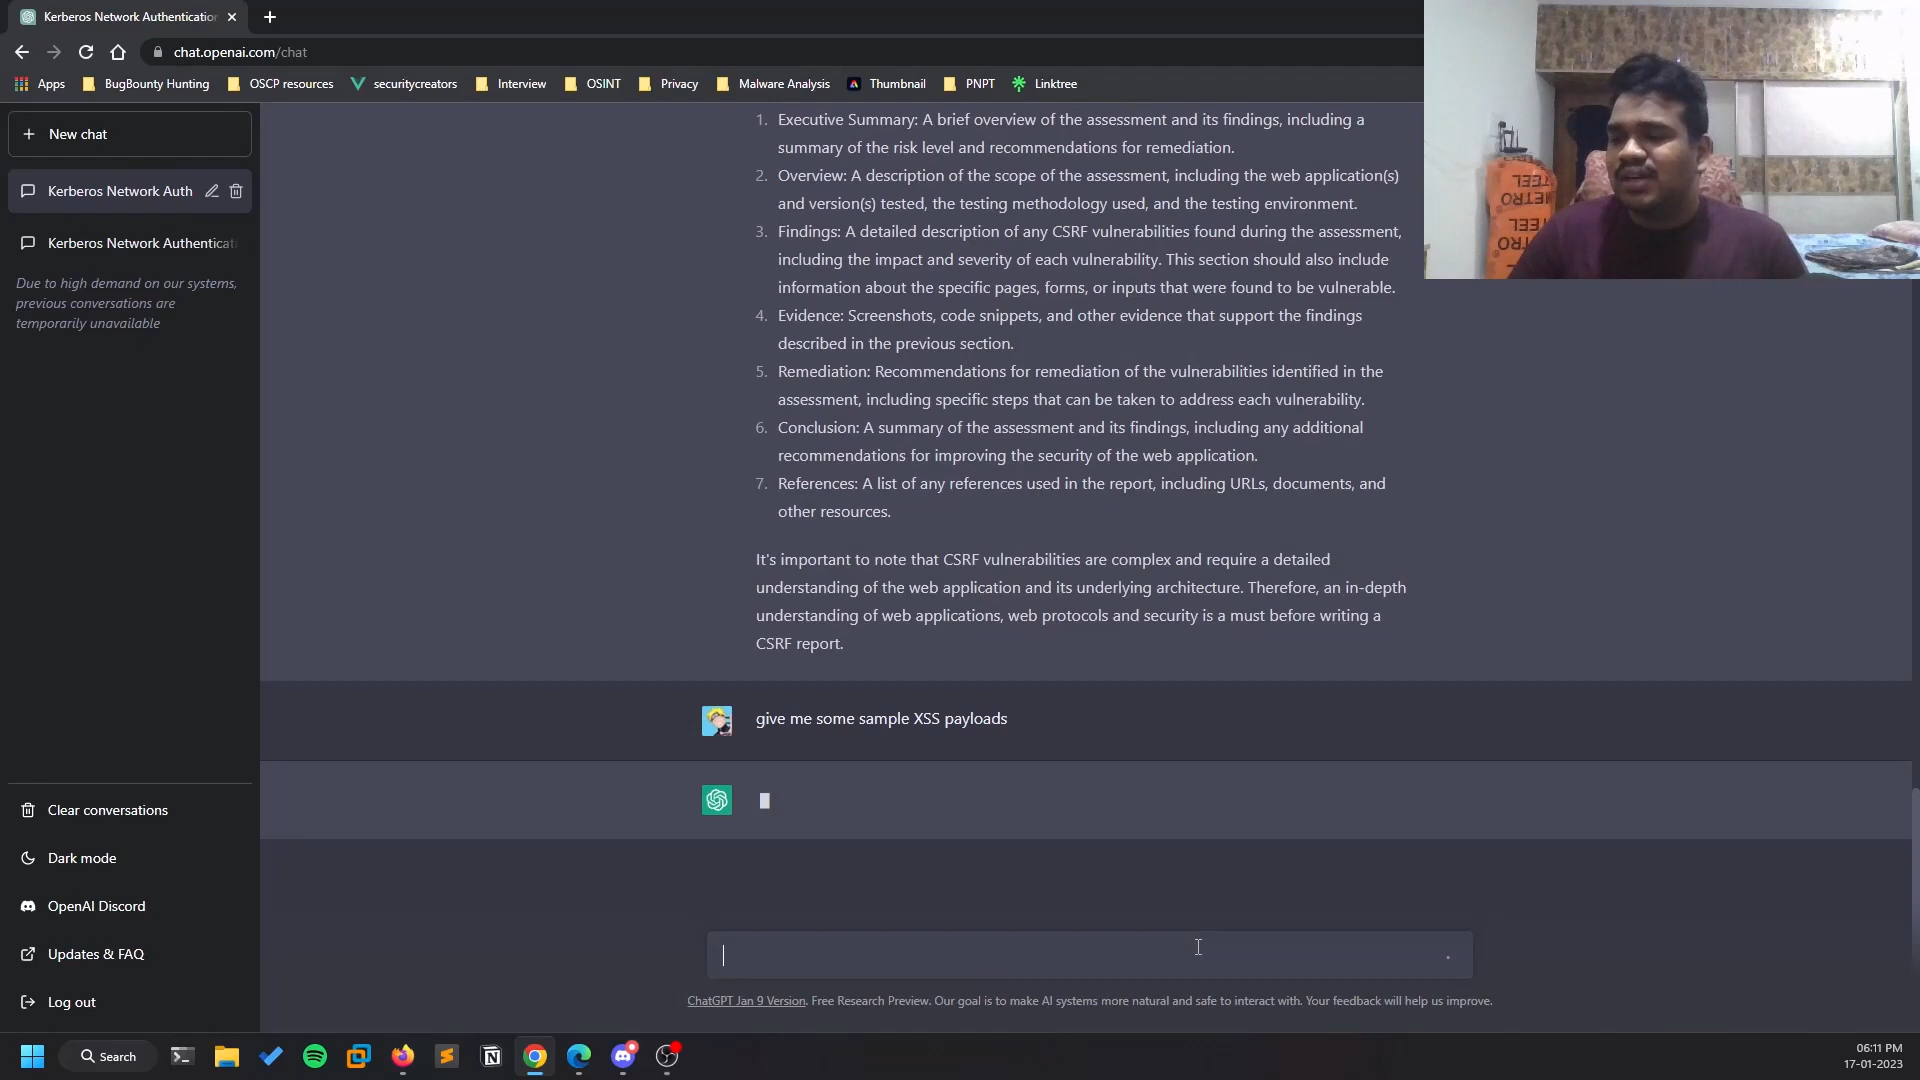 Kerberos Network Authentication
chat.openai.com/chat
Apps
BugBounty Hunting
OSCP resources
securitycreators
Interview
OSINT
Privacy
Malware Analysis
Thumbnail
PNPT
Linktree
New chat
Kerberos Network Auth
Kerberos Network Authenticat
Due to high demand on our systems,
previous conversations are
temporarily unavailable
Clear conversations
Dark mode
OpenAI Discord
Updates & FAQ
Log out
1. Executive Summary: A brief overview of the assessment and its findings, including a
summary of the risk level and recommendations for remediation.
2. Overview: A description of the scope of the assessment, including the web application(s)
and version(s) tested, the testing methodology used, and the testing environment.
3. Findings: A detailed description of any CSRF vulnerabilities found during the assessment,
including the impact and severity of each vulnerability. This section should also include
information about the specific pages, forms, or inputs that were found to be vulnerable.
4. Evidence: Screenshots, code snippets, and other evidence that support the findings
described in the previous section.
5. Remediation: Recommendations for remediation of the vulnerabilities identified in the
assessment, including specific steps that can be taken to address each vulnerability.
6. Conclusion: A summary of the assessment and its findings, including any additional
recommendations for improving the security of the web application.
7. References: A list of any references used in the report, including URLs, documents, and
other resources.
It's important to note that CSRF vulnerabilities are complex and require a detailed
understanding of the web application and its underlying architecture. Therefore, an in-depth
understanding of web applications, web protocols and security is a must before writing a
CSRF report.
give me some sample XSS payloads
ChatGPT Jan 9 Version. Free Research Preview. Our goal is to make AI systems more natural and safe to interact with. Your feedback will help us improve.
Search
06:11 PM
17-01-2023